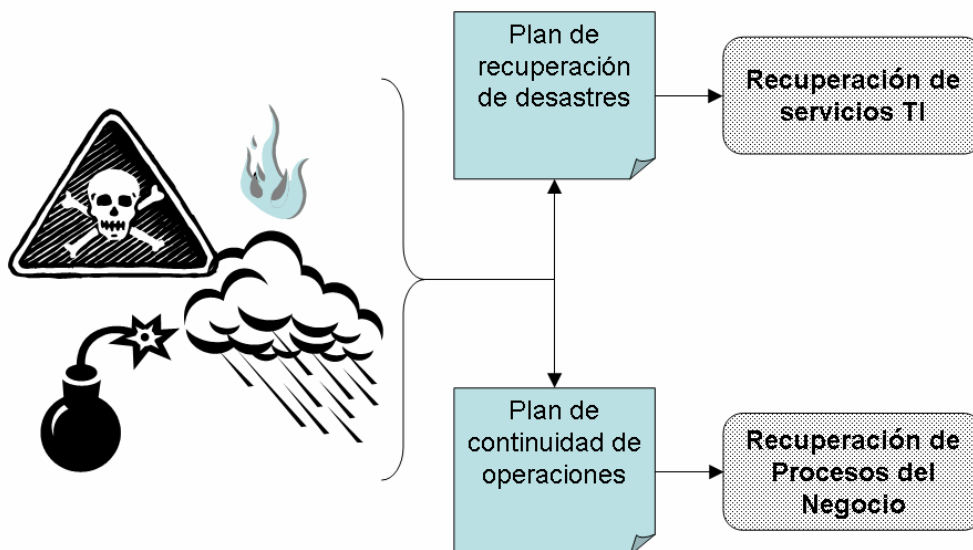 Plan de
recuperación
de desastres
Recuperación de
servicios TI
Plan de
continuidad de
operaciones
Recuperación de
Procesos del
Negocio